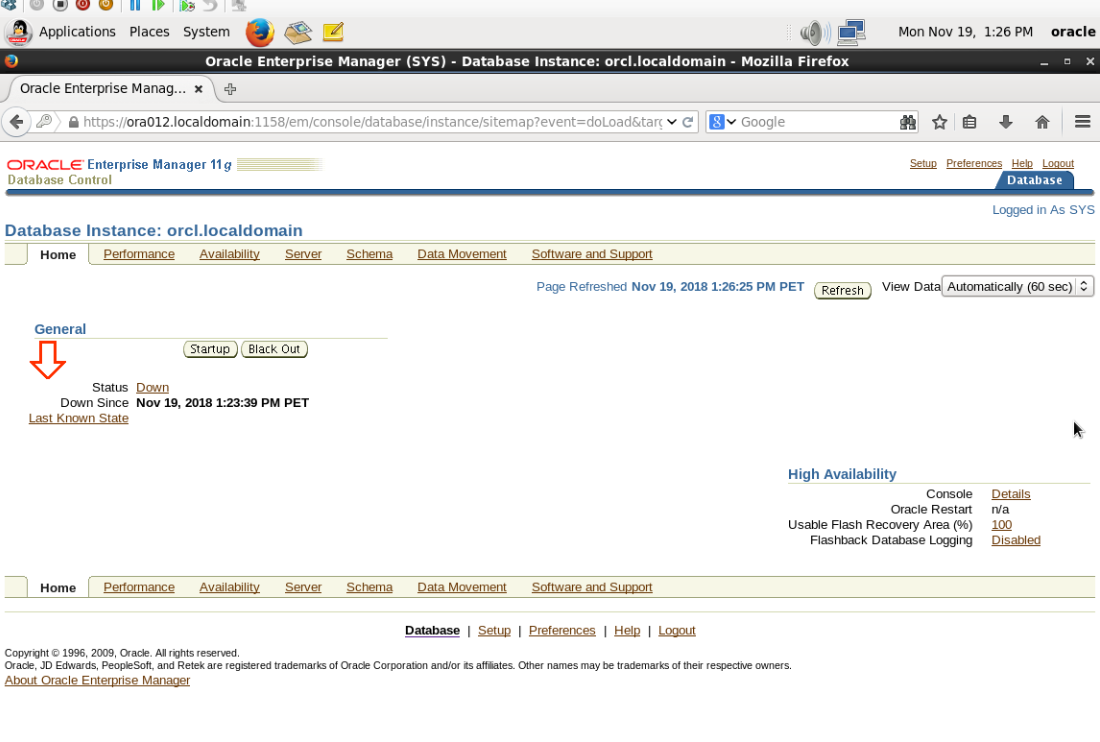 Applications Places System Mon Nov 19, 1:26 PM oracle
Oracle Enterprise Manager (SYS) - Database Instance: orcl.localdomain - Mozilla Firefox
Oracle Enterprise Manag...
https://ora012.localdomain:1158/em/console/database/instance/sitemap?event=doLoad&targ Google
ORACLE Enterprise Manager 11g
Database Control
Setup Preferences Help Logout
Database
Logged in As SYS
Database Instance: orcl.localdomain
Home Performance Availability Server Schema Data Movement Software and Support
Page Refreshed Nov 19, 2018 1:26:25 PM PET Refresh View Data Automatically (60 sec)
General
Startup Black Out
Status Down
Down Since Nov 19, 2018 1:23:39 PM PET
Last Known State
High Availability
Console Details
Oracle Restart n/a
Usable Flash Recovery Area (%) 100
Flashback Database Logging Disabled
Home Performance Availability Server Schema Data Movement Software and Support
Database | Setup | Preferences | Help | Logout
Copyright © 1996, 2009, Oracle. All rights reserved.
Oracle, JD Edwards, PeopleSoft, and Retek are registered trademarks of Oracle Corporation and/or its affiliates. Other names may be trademarks of their respective owners.
About Oracle Enterprise Manager